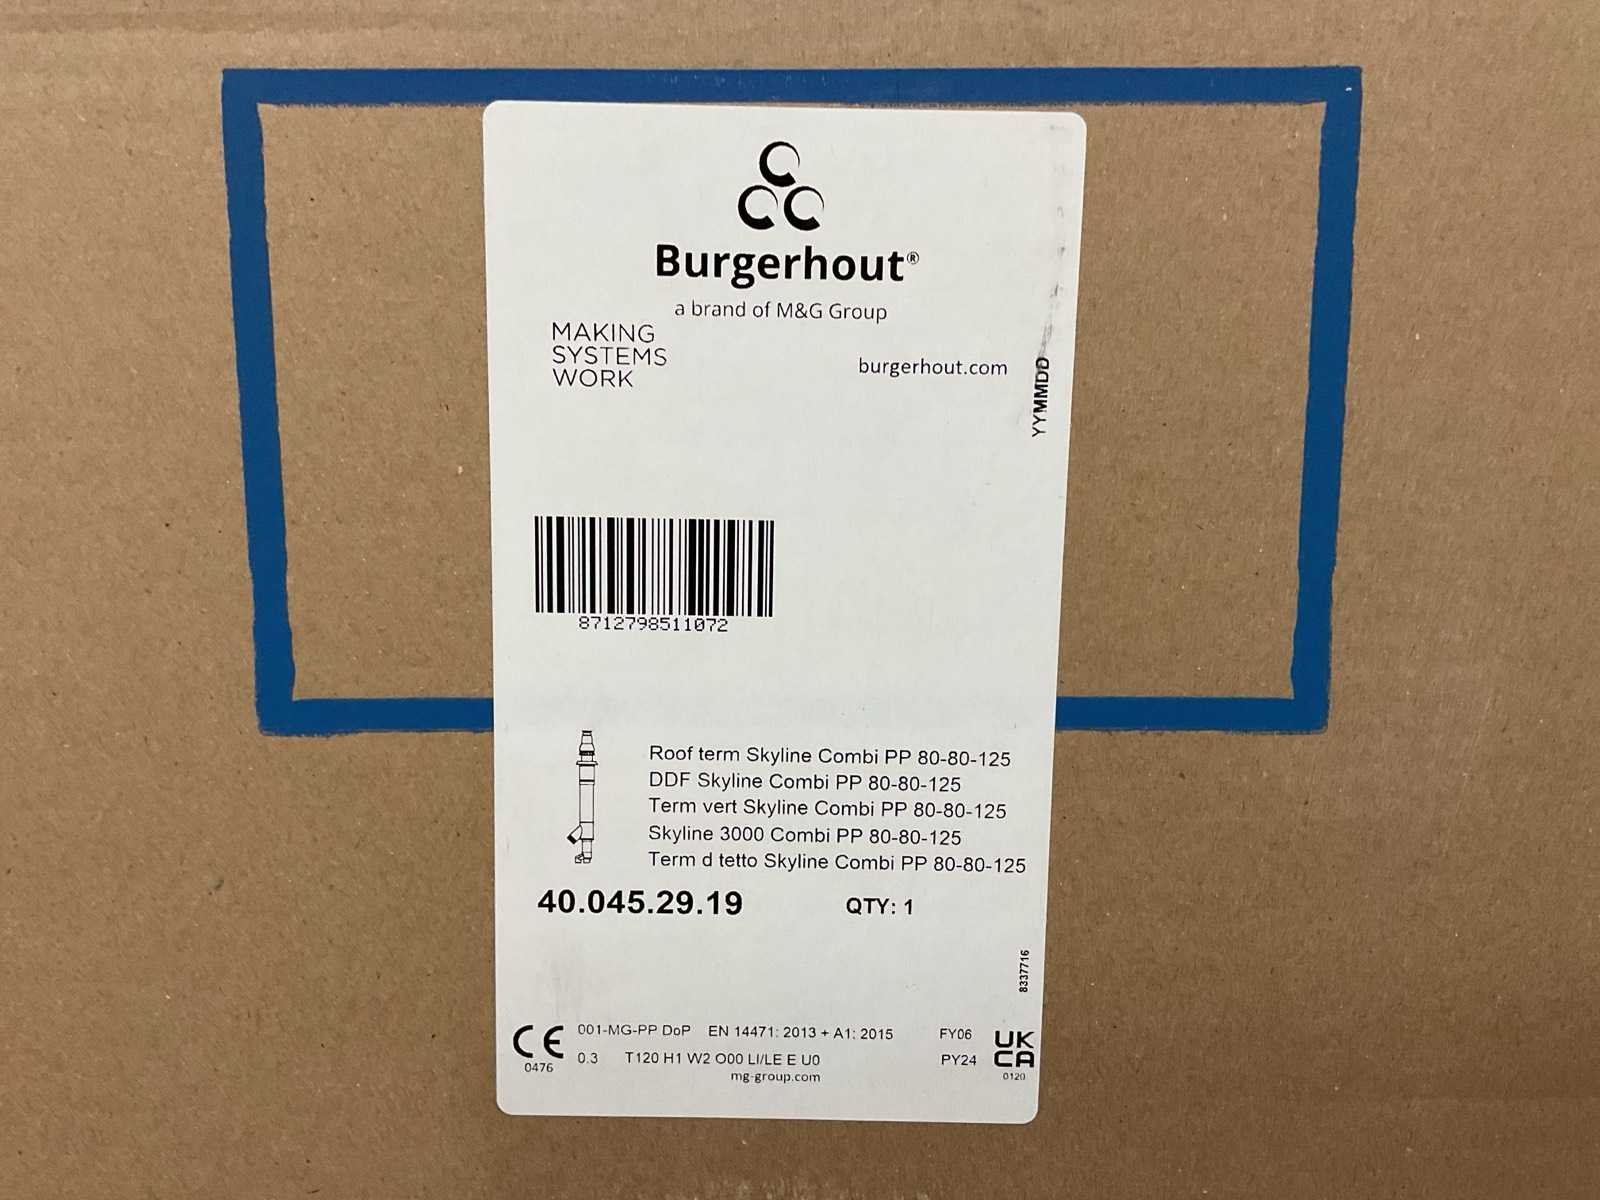 Burgerhout®
a brand of M&G Group
MAKING
SYSTEMS
WORK
burgerhout.com
YYMMDD
8712798511072
Roof term Skyline Combi PP 80-80-125
DDF Skyline Combi PP 80-80-125
Term vert Skyline Combi PP 80-80-125
Skyline 3000 Combi PP 80-80-125
Term d tetto Skyline Combi PP 80-80-125
40.045.29.19 QTY: 1
8337716
CE 001-MG-PP DoP EN 14471: 2013 + A1: 2015 FY06 UK
CA
0476 0.3 T120 H1 W2 O00 LI/LE E U0 PY24 0120
mg-group.com